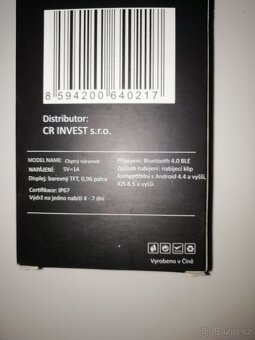 8 594200 640217
Distributor:
CR INVEST s.r.o.
MODEL NAME: Chytrý náramek
NAPÁJENÍ: 5V⎓1A
Displej: barevný TFT, 0,96 palce
Certifikace: IP67
Výdrž na jedno nabití 4 - 7 dní
Připojení: Bluetooth 4.0 BLE
Způsob nabíjení: nabíjecí klip
Kompatibilní s Android 4.4 a vyšší,
IOS 8.5 a vyšší
Vyrobeno v Číně
Bazos.cz